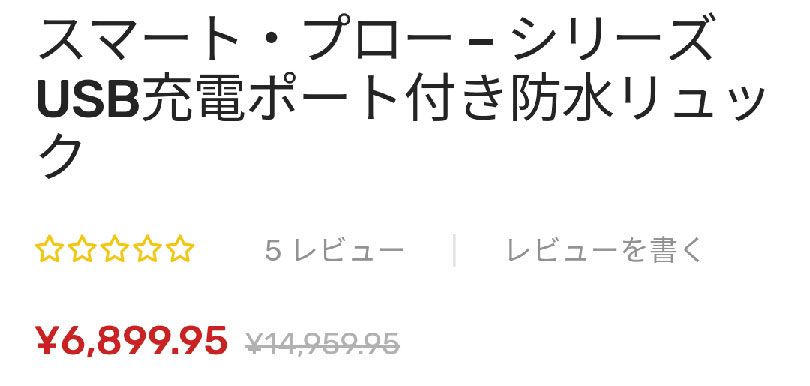 スマート・プロー – シリーズ
USB充電ポート付き防水リュッ
ク
5 レビュー レビューを書く
¥6,899.95 ¥14,959.95